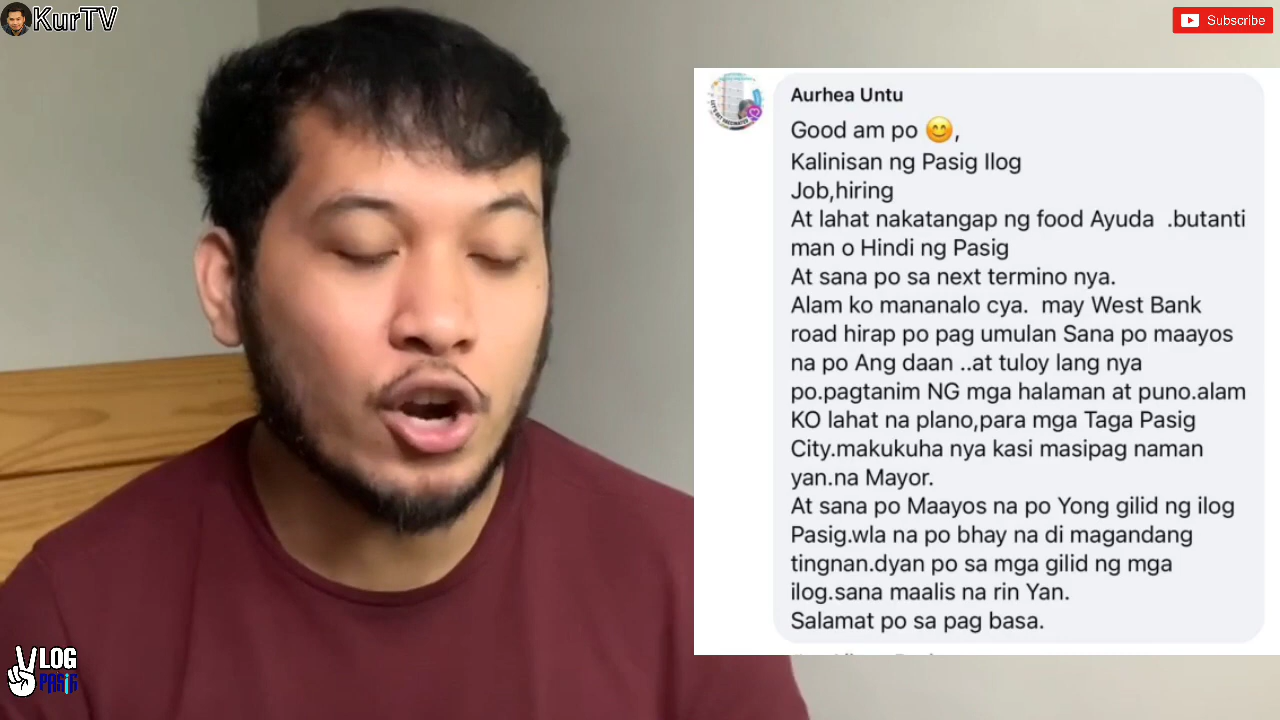 KurTV
Subscribe
Aurhea Untu
Good am po 😊,
Kalinisan ng Pasig Ilog
Job,hiring
At lahat nakatangap ng food Ayuda .butanti
man o Hindi ng Pasig
At sana po sa next termino nya.
Alam ko mananalo cya. may West Bank
road hirap po pag umulan Sana po maayos
na po Ang daan ..at tuloy lang nya
po.pagtanim NG mga halaman at puno.alam
KO lahat na plano,para mga Taga Pasig
City.makukuha nya kasi masipag naman
yan.na Mayor.
At sana po Maayos na po Yong gilid ng ilog
Pasig.wla na po bhay na di magandang
tingnan.dyan po sa mga gilid ng mga
ilog.sana maalis na rin Yan.
Salamat po sa pag basa.
VLOG
PASIG